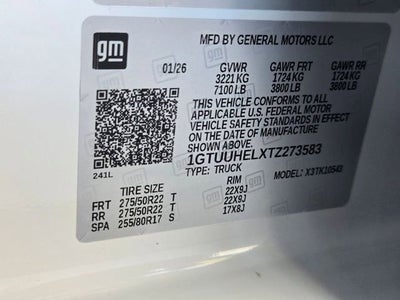 gm
MFD BY GENERAL MOTORS LLC
01/26 GVWR GAWR FRT GAWR RR
3221 KG 1724 KG 1724 KG
7100 LB 3800 LB 3800 LB
THIS VEHICLE CONFORMS TO ALL
APPLICABLE U.S. FEDERAL MOTOR
VEHICLE SAFETY STANDARDS IN EFFECT
ON THE DATE OF MANUFACTURE
SHOWN ABOVE.
1GTUUHELXTZ273583
TYPE: TRUCK MODEL: X3TK10543
241L
TIRE SIZE RIM
FRT 275/50R22 T 22X9J
RR 275/50R22 T 22X9J
SPA 255/80R17 S 17X8J